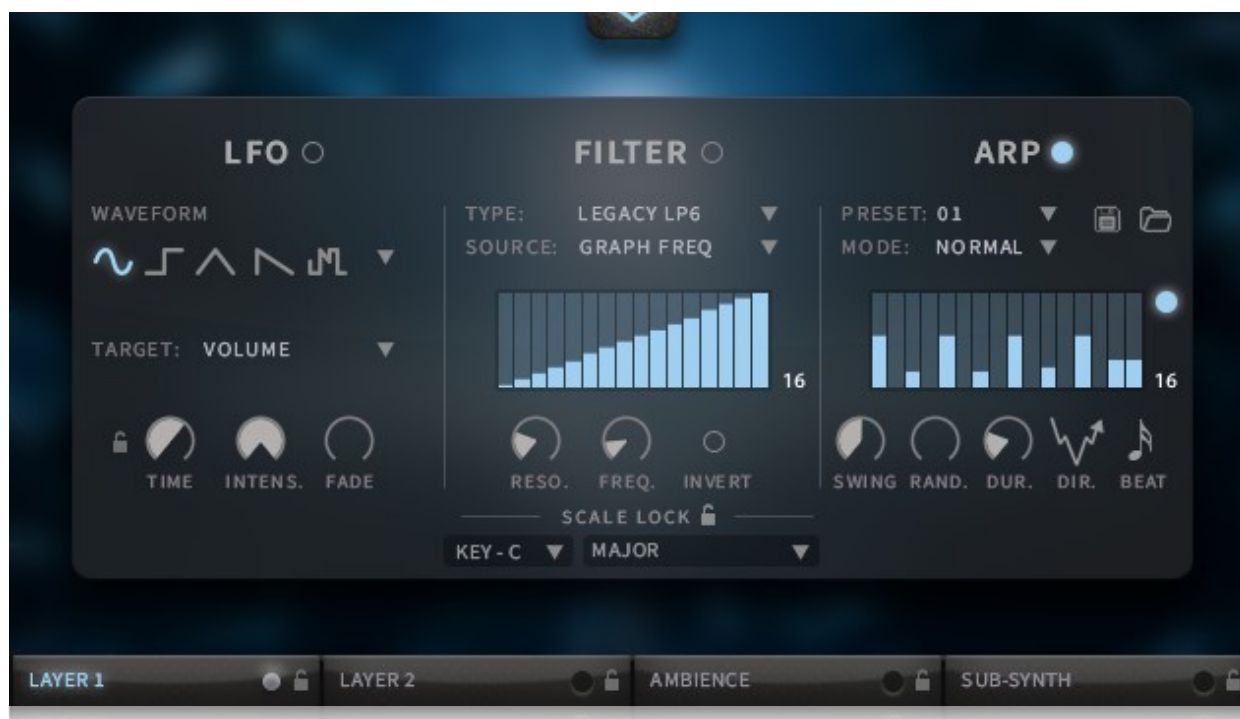 LFO
FILTER
ARP
WAVEFORM
TARGET: VOLUME
TIME INTENS. FADE
TYPE: LEGACY LP6
SOURCE: GRAPH FREQ
16
RESO. FREQ. INVERT
PRESET: 01
MODE: NORMAL
16
SWING RAND. DUR. DIR. BEAT
SCALE LOCK
KEY - C MAJOR
LAYER 1 LAYER 2 AMBIENCE SUB-SYNTH